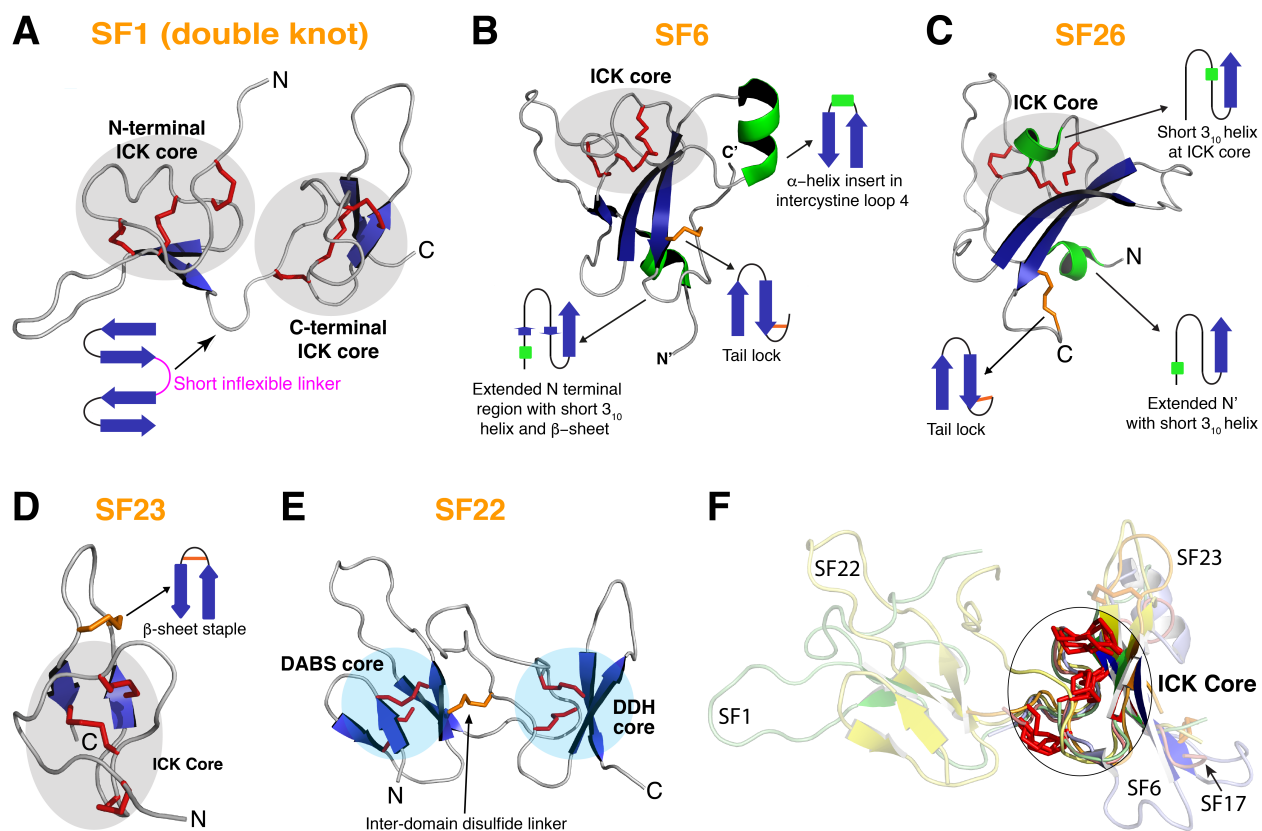 A
SF1 (double knot)
N
N-terminal
ICK core
C
C-terminal
ICK core
Short inflexible linker
B
SF6
ICK core
C'
α-helix insert in
intercystine loop 4
Tail lock
N'
Extended N terminal
region with short 3₁₀
helix and β-sheet
C
SF26
ICK Core
Short 3₁₀ helix
at ICK core
N
C
Tail lock
Extended N'
with short 3₁₀ helix
D
SF23
β-sheet staple
C
ICK Core
N
E
SF22
DABS core
DDH
core
N
C
Inter-domain disulfide linker
F
SF22
SF23
SF1
ICK Core
SF6
SF17